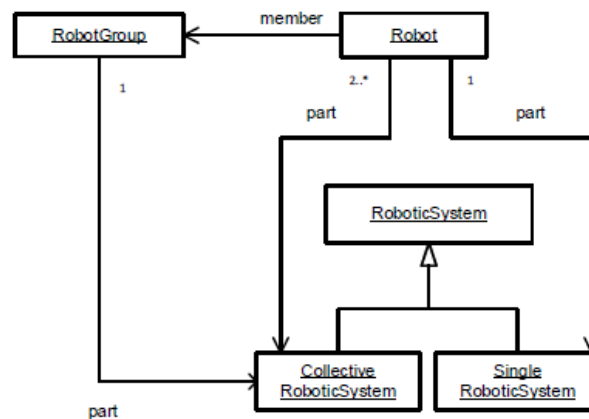 member
RobotGroup
Robot
1
2..*
1
part
part
RoboticSystem
Collective
RoboticSystem
Single
RoboticSystem
part